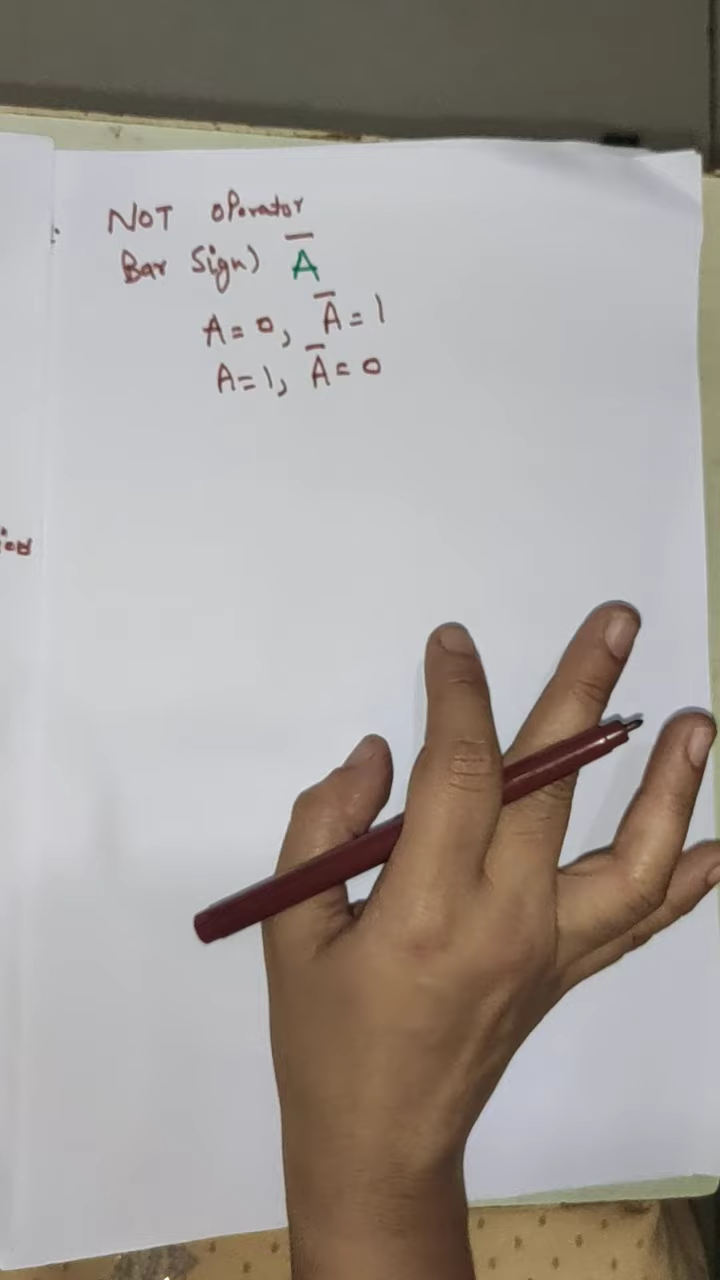 NOT operator
Bar Sign) A̅
A = 0, A̅ = 1
A = 1, A̅ = 0